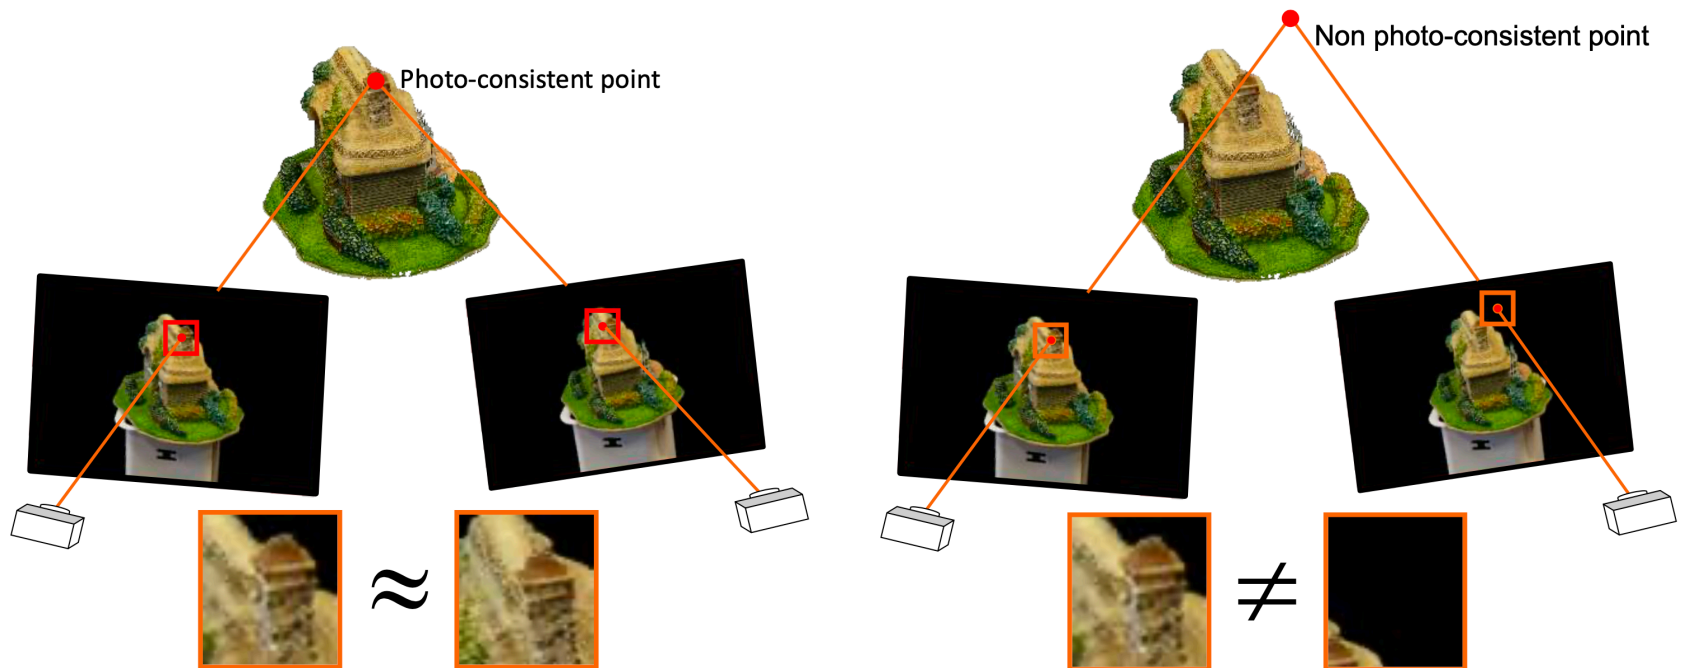 Photo-consistent point
Non photo-consistent point
≈
≠